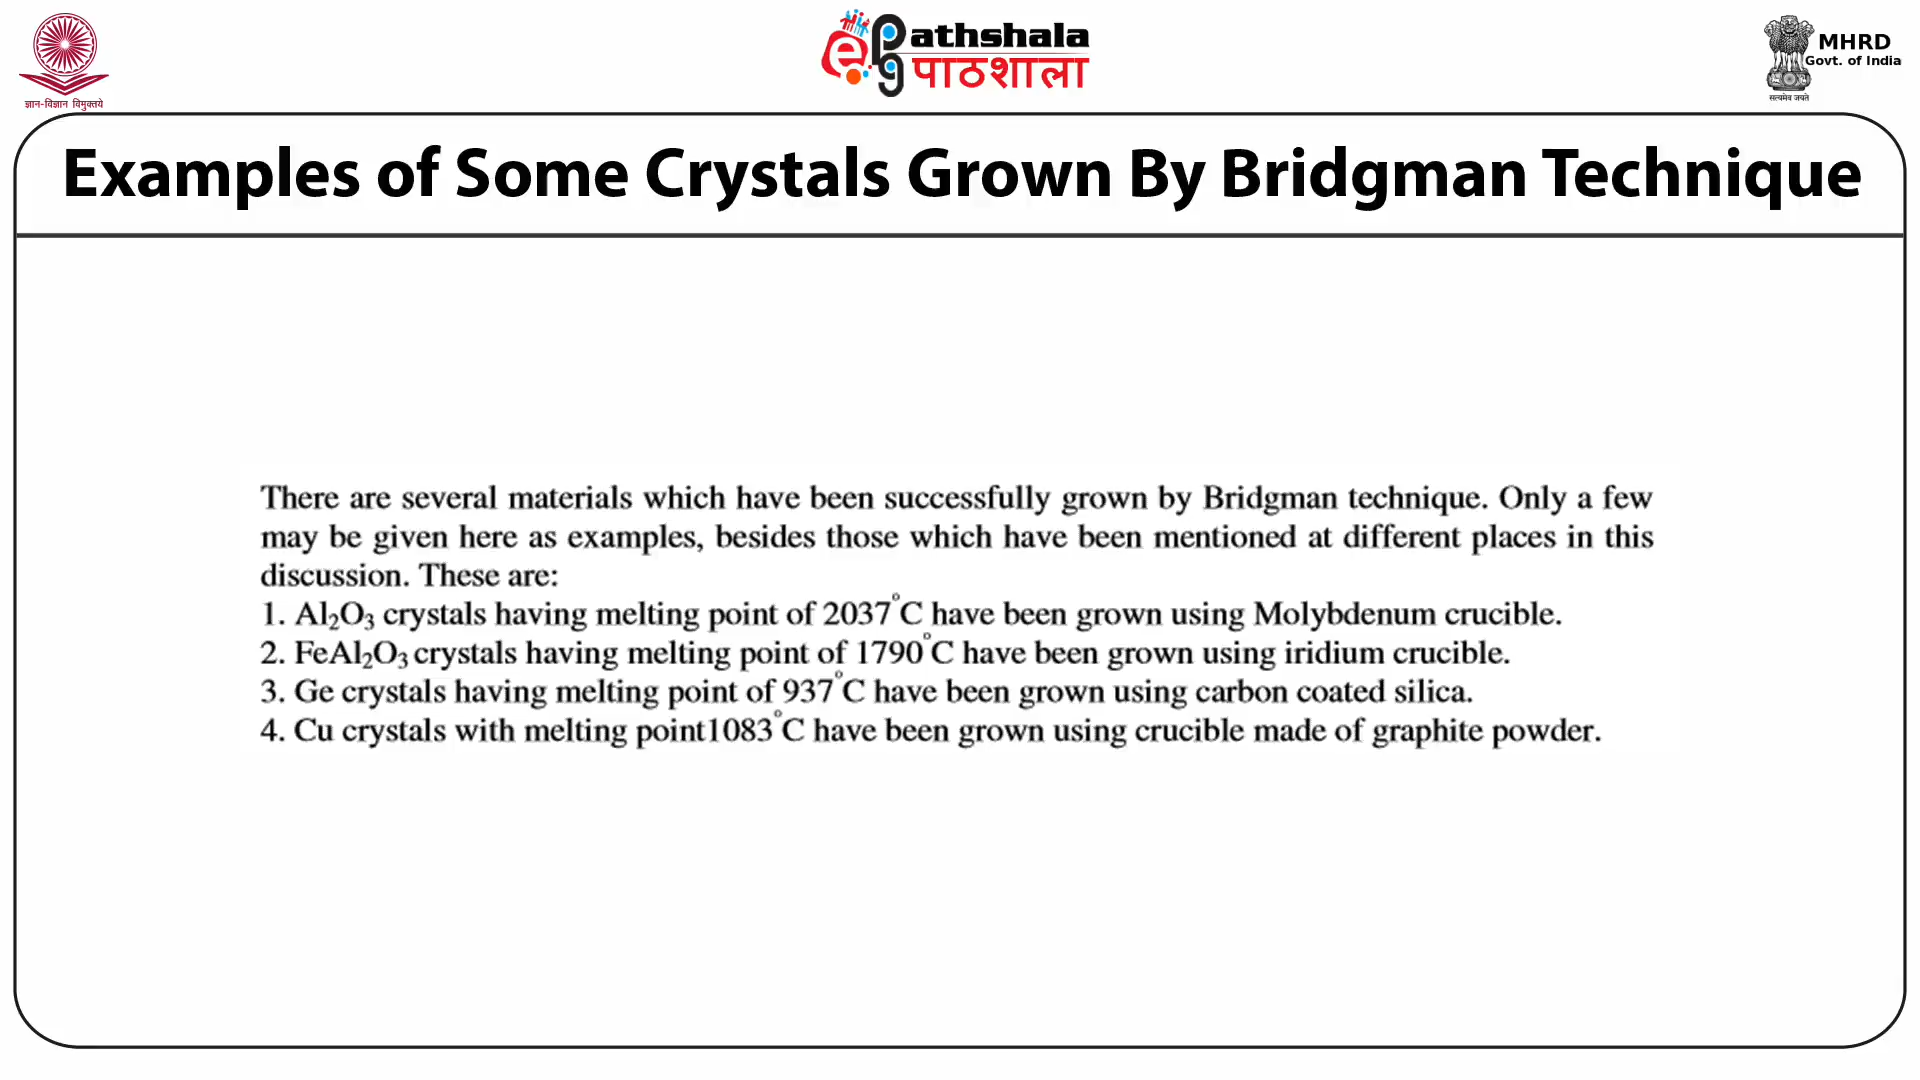 ज्ञान-विज्ञान विमुक्तये
ePathshala
पाठशाला
MHRD
Govt. of India
सत्यमेव जयते
Examples of Some Crystals Grown By Bridgman Technique
There are several materials which have been successfully grown by Bridgman technique. Only a few
may be given here as examples, besides those which have been mentioned at different places in this
discussion. These are:
1. Al₂O₃ crystals having melting point of 2037°C have been grown using Molybdenum crucible.
2. FeAl₂O₃ crystals having melting point of 1790°C have been grown using iridium crucible.
3. Ge crystals having melting point of 937°C have been grown using carbon coated silica.
4. Cu crystals with melting point1083°C have been grown using crucible made of graphite powder.